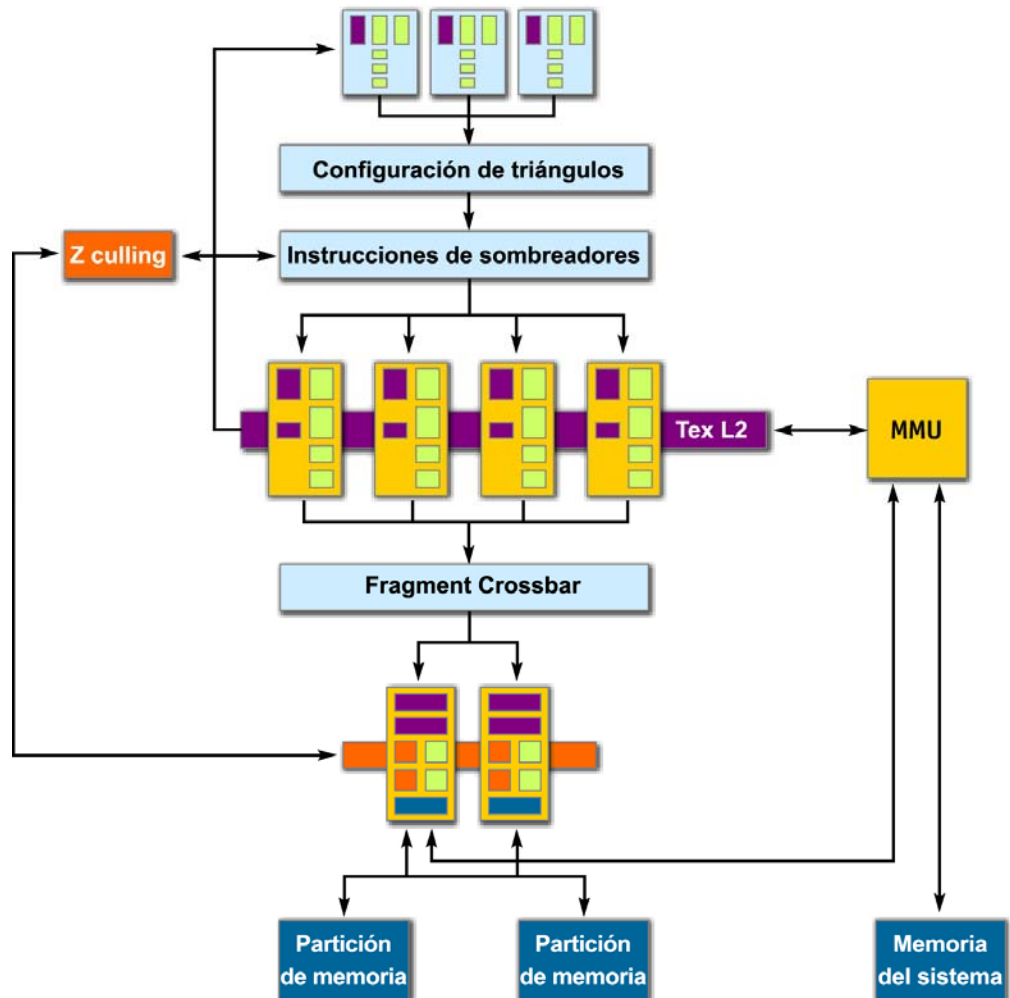 Configuración de triángulos
Z culling
Instrucciones de sombreadores
Tex L2
MMU
Fragment Crossbar
Partición
de memoria
Partición
de memoria
Memoria
del sistema